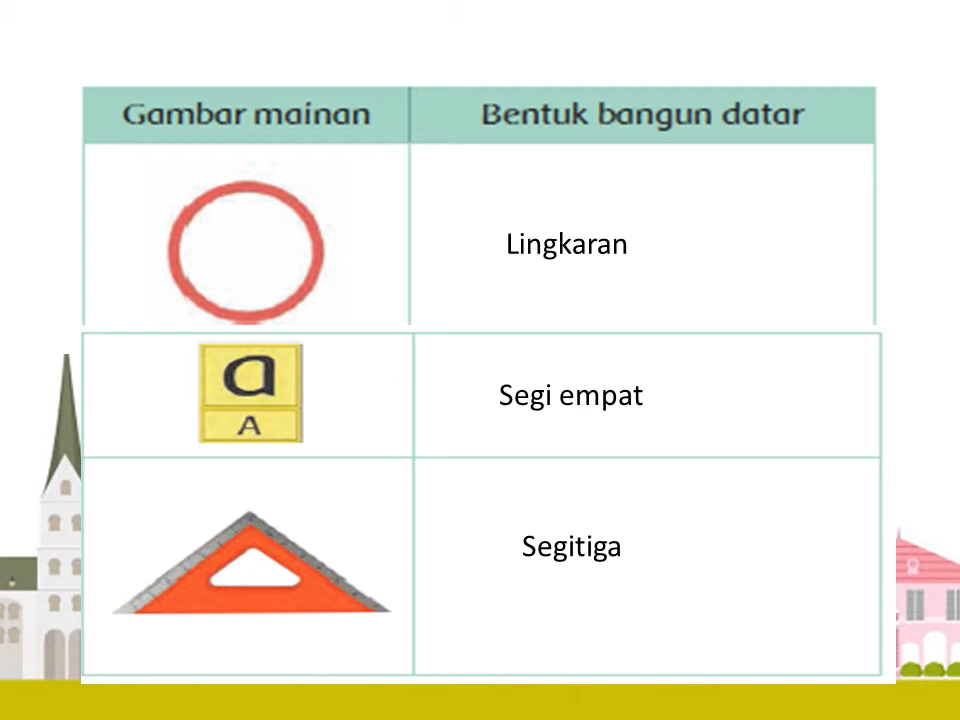 Gambar mainan Bentuk bangun datar
Lingkaran
a
A
Segi empat
Segitiga